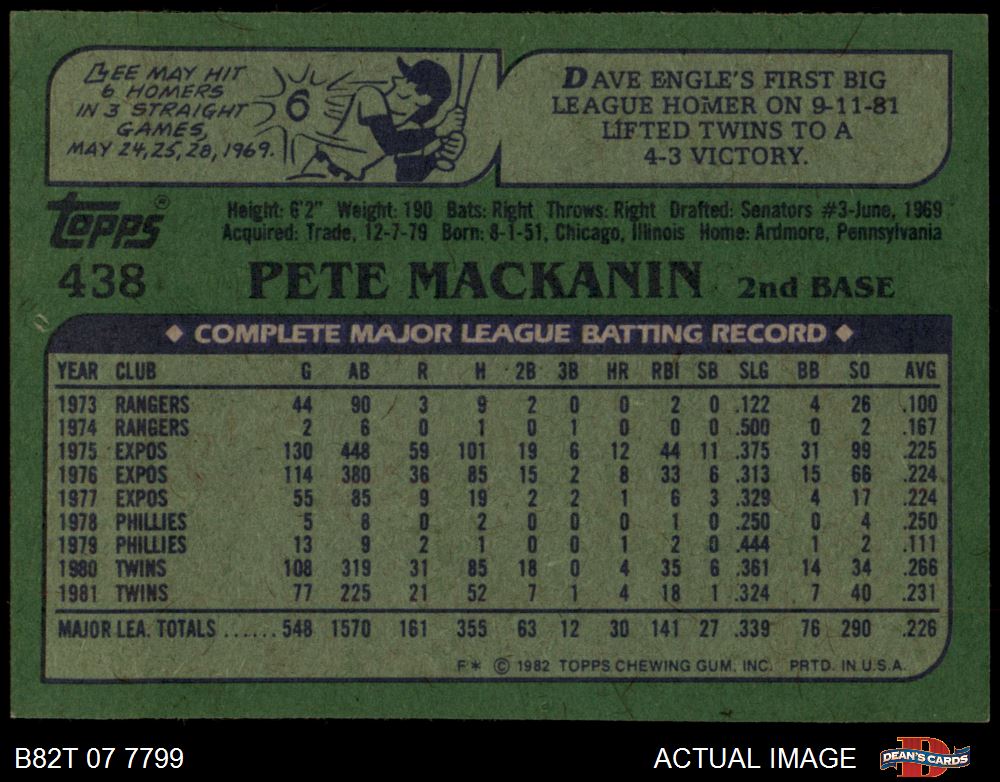 LEE MAY HIT
6 HOMERS
IN 3 STRAIGHT
GAMES,
MAY 24,25,28,1969.
6
DAVE ENGLE'S FIRST BIG
LEAGUE HOMER ON 9-11-81
LIFTED TWINS TO A
4-3 VICTORY.
Topps®
Height: 6'2" Weight: 190 Bats: Right Throws: Right Drafted: Senators #3-June, 1969
Acquired: Trade, 12-7-79 Born: 8-1-51, Chicago, Illinois Home: Ardmore, Pennsylvania
438 PETE MACKANIN 2nd BASE
◆ COMPLETE MAJOR LEAGUE BATTING RECORD ◆
YEAR CLUB G AB R H 2B 3B HR RBI SB SLG BB SO AVG
1973 RANGERS 44 90 3 9 2 0 0 2 0 .122 4 26 .100
1974 RANGERS 2 6 0 1 0 1 0 0 0 .500 0 2 .167
1975 EXPOS 130 448 59 101 19 6 12 44 11 .375 31 99 .225
1976 EXPOS 114 380 36 85 15 2 8 33 6 .313 15 66 .224
1977 EXPOS 55 85 9 19 2 2 1 6 3 .329 4 17 .224
1978 PHILLIES 5 8 0 2 0 0 0 1 0 .250 0 4 .250
1979 PHILLIES 13 9 2 1 0 0 1 2 0 .444 1 2 .111
1980 TWINS 108 319 31 85 18 0 4 35 6 .361 14 34 .266
1981 TWINS 77 225 21 52 7 1 4 18 1 .324 7 40 .231
MAJOR LEA. TOTALS ...... 548 1570 161 355 63 12 30 141 27 .339 76 290 .226
F* © 1982 TOPPS CHEWING GUM, INC. PRTD. IN U.S.A.
B82T 07 7799 ACTUAL IMAGE
D
DEAN'S CARDS